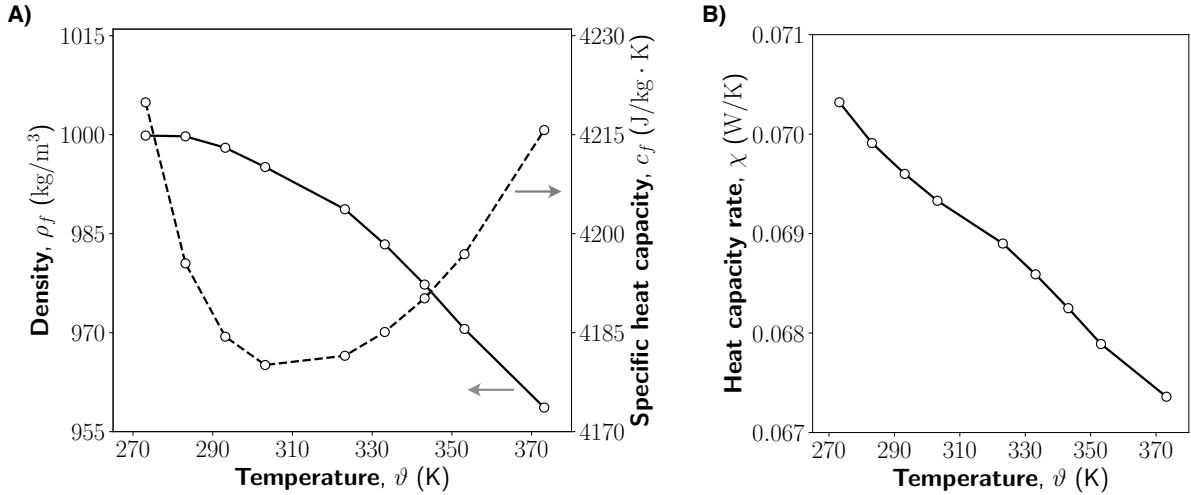 A)
Density, ρ_f (kg/m³)
1015
1000
985
970
955
270 290 310 330 350 370
Temperature, ϑ (K)
4230
4215
4200
4185
4170
Specific heat capacity, c_f (J/kg · K)
B)
Heat capacity rate, χ (W/K)
0.071
0.070
0.069
0.068
0.067
270 290 310 330 350 370
Temperature, ϑ (K)